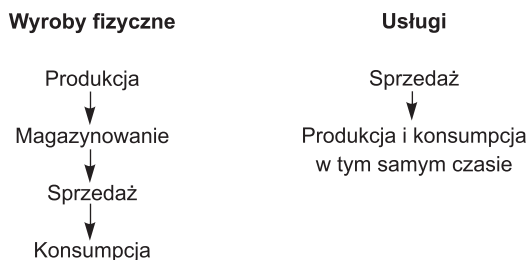 Wyroby fizyczne
Produkcja
Magazynowanie
Sprzedaż
Konsumpcja
Usługi
Sprzedaż
Produkcja i konsumpcja
w tym samym czasie